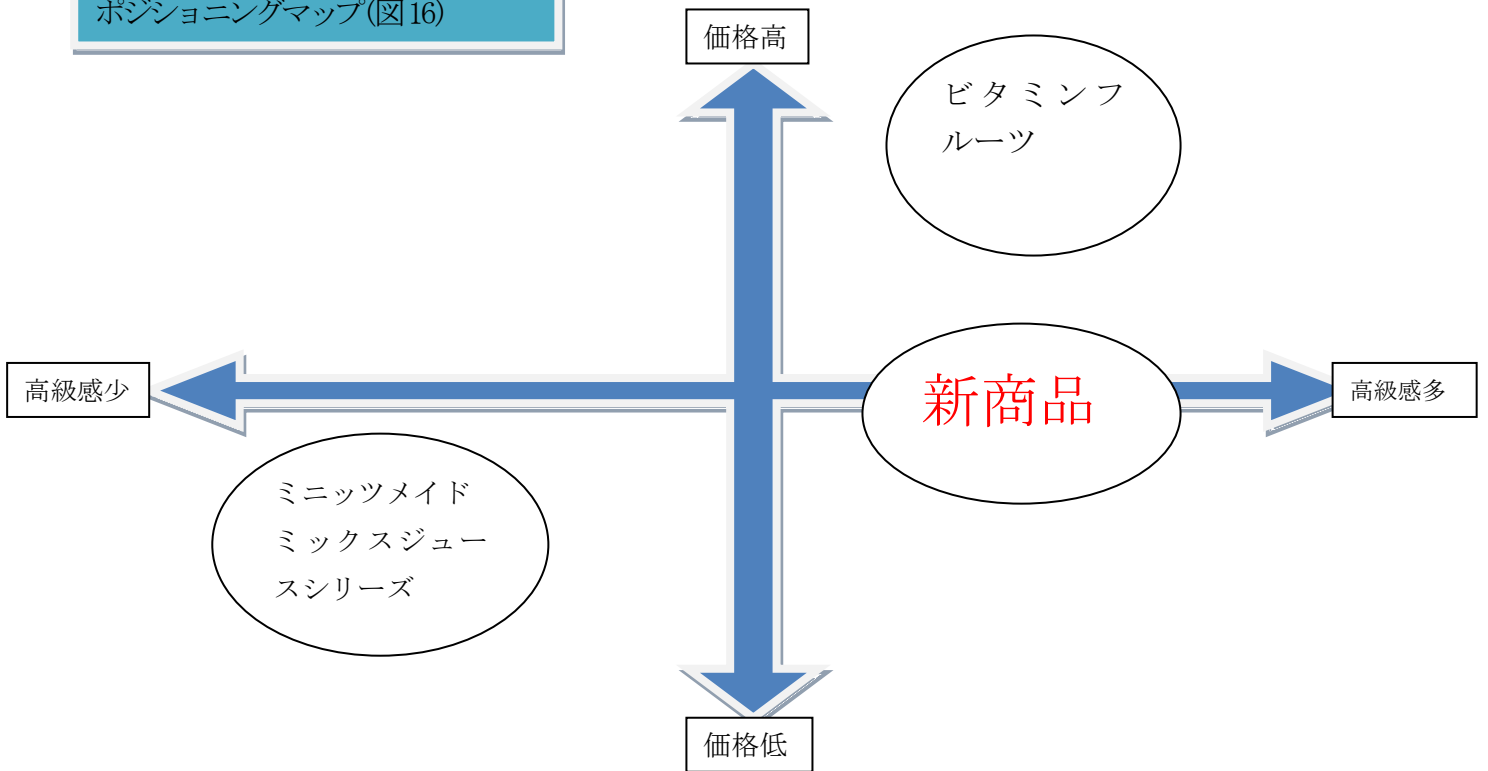 ポジショニングマップ(図16)
価格高
ビタミンフ
ルーツ
高級感少
新商品
高級感多
ミニッツメイド
ミックスジュー
スシリーズ
価格低